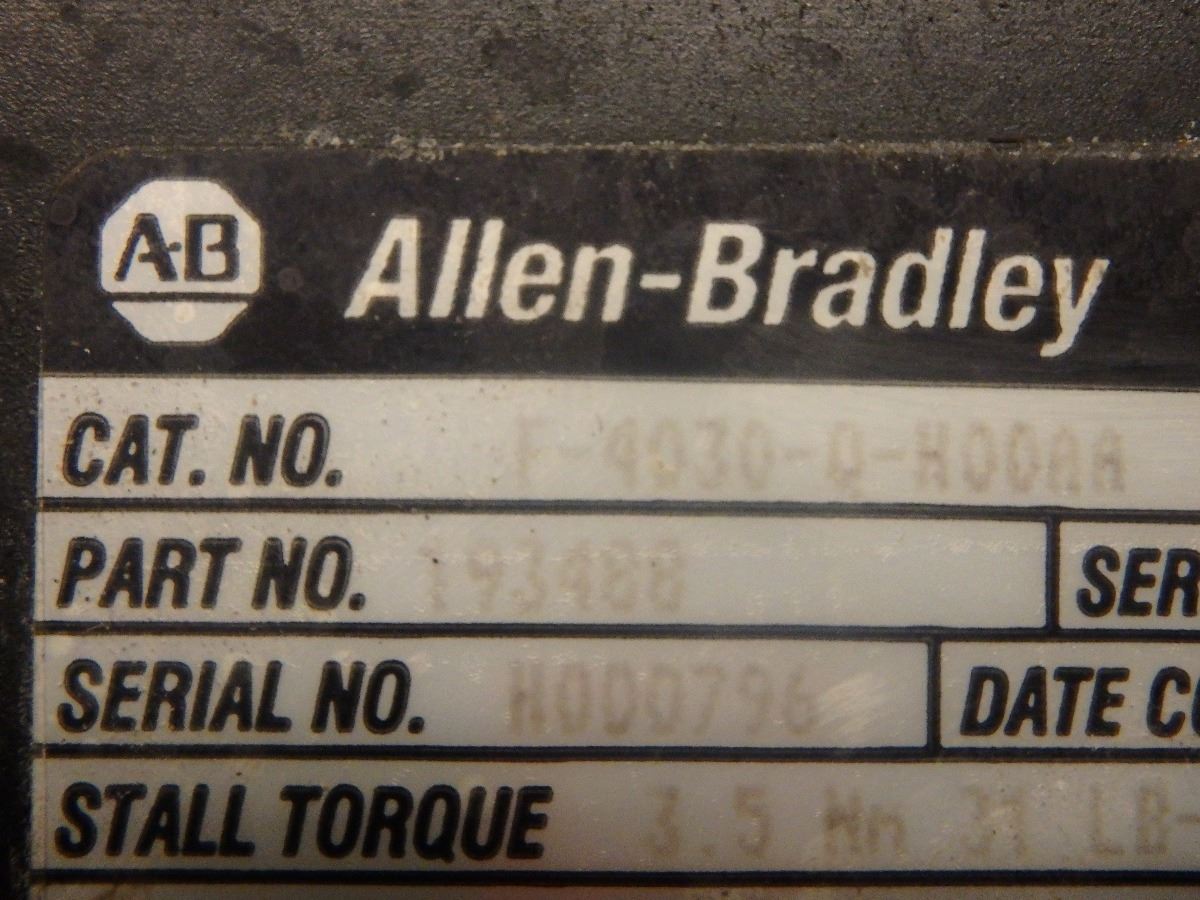 A-B Allen-Bradley
CAT. NO. F-4030-Q-H00AA
PART NO. 193488 SER
SERIAL NO. H000796 DATE CO
STALL TORQUE 3.5 Nm 31 LB-